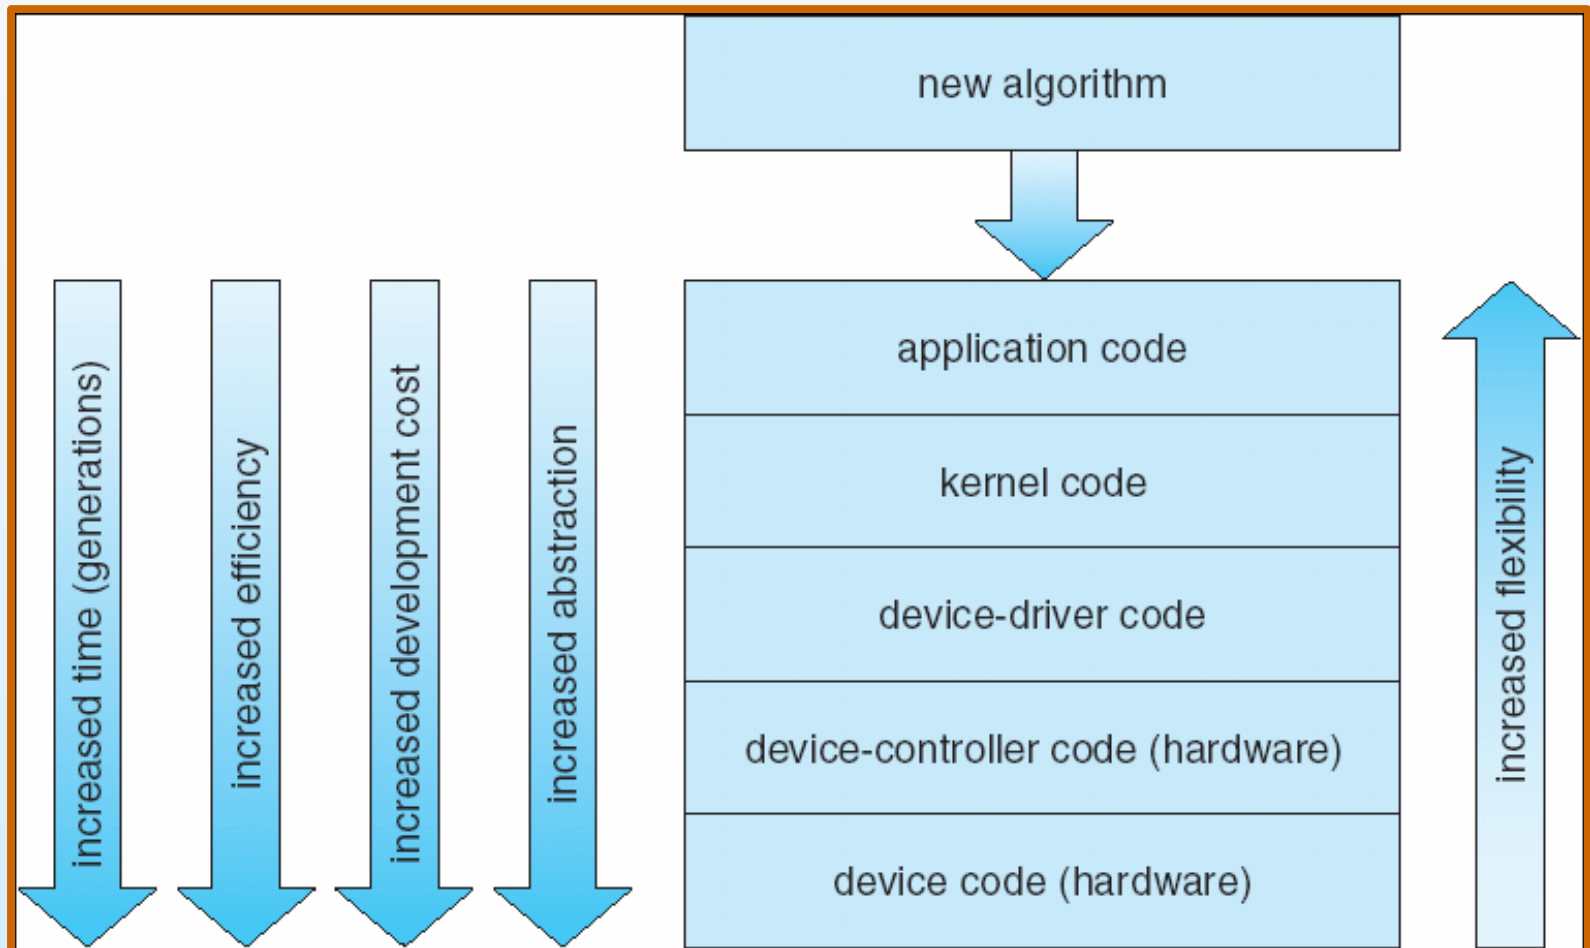 new algorithm
increased time (generations)
increased efficiency
increased development cost
increased abstraction
application code
kernel code
device-driver code
device-controller code (hardware)
device code (hardware)
increased flexibility